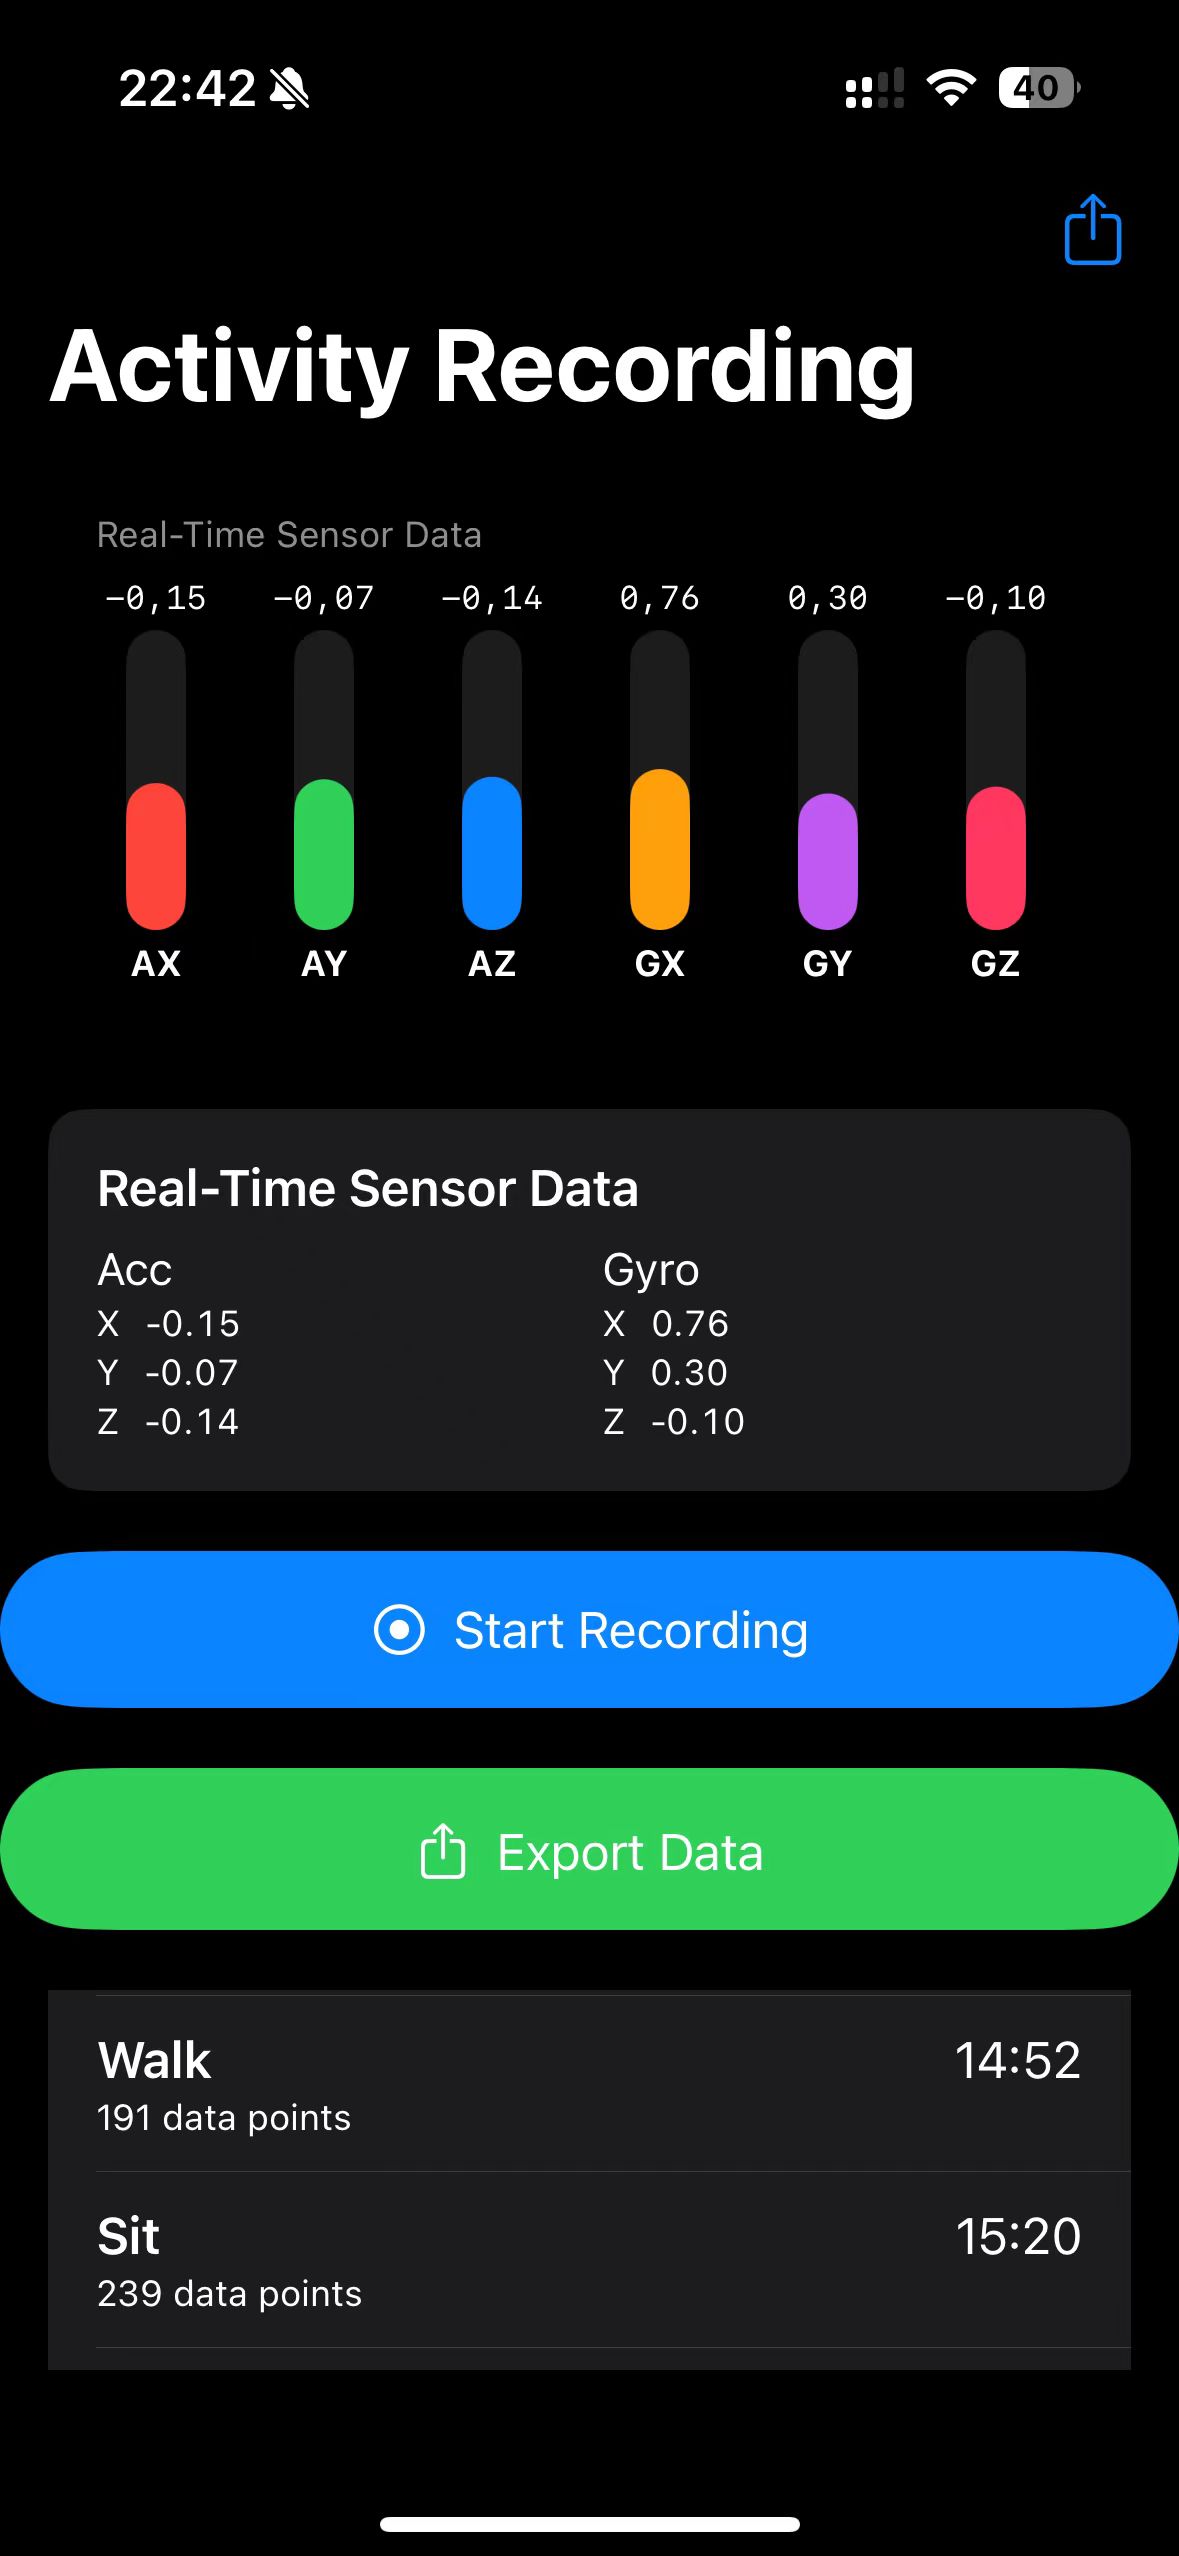 22:42
40
Activity Recording
Real-Time Sensor Data
−0,15 −0,07 −0,14 0,76 0,30 −0,10
AX AY AZ GX GY GZ
Real-Time Sensor Data
Acc Gyro
X -0.15 X 0.76
Y -0.07 Y 0.30
Z -0.14 Z -0.10
Start Recording
Export Data
Walk 14:52
191 data points
Sit 15:20
239 data points